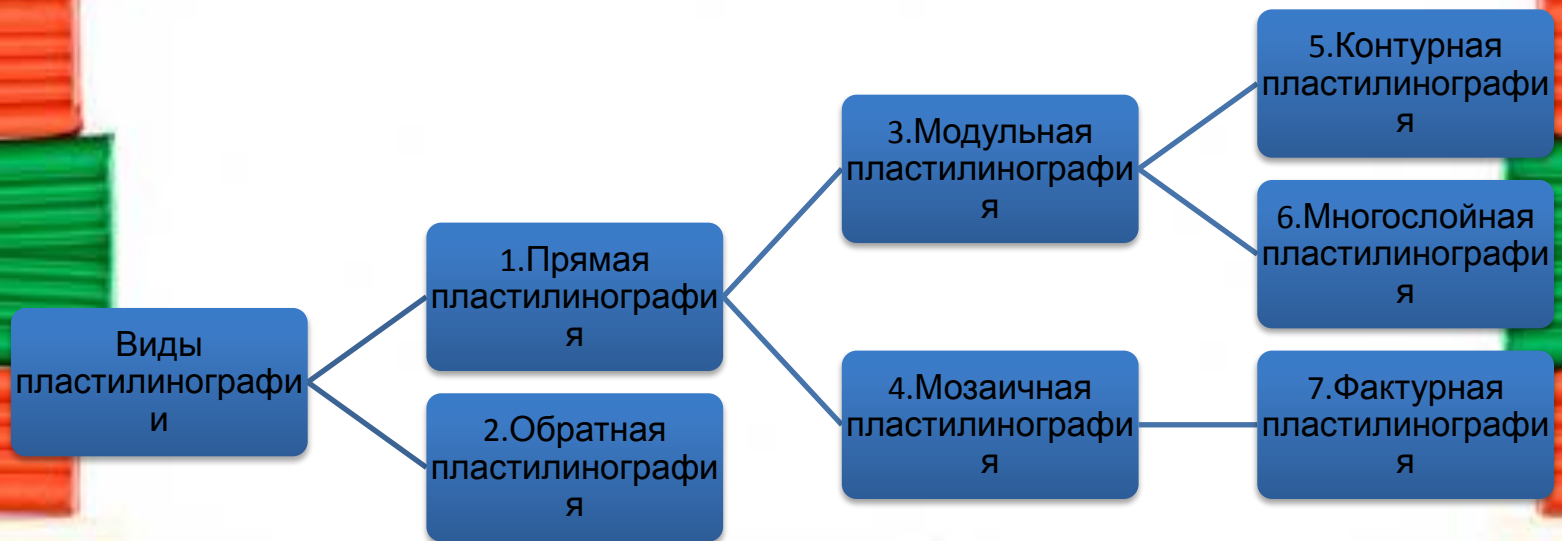 Виды
пластилинографи
и
1.Прямая
пластилинографи
я
2.Обратная
пластилинографи
я
3.Модульная
пластилинографи
я
4.Мозаичная
пластилинографи
я
5.Контурная
пластилинографи
я
6.Многослойная
пластилинографи
я
7.Фактурная
пластилинографи
я